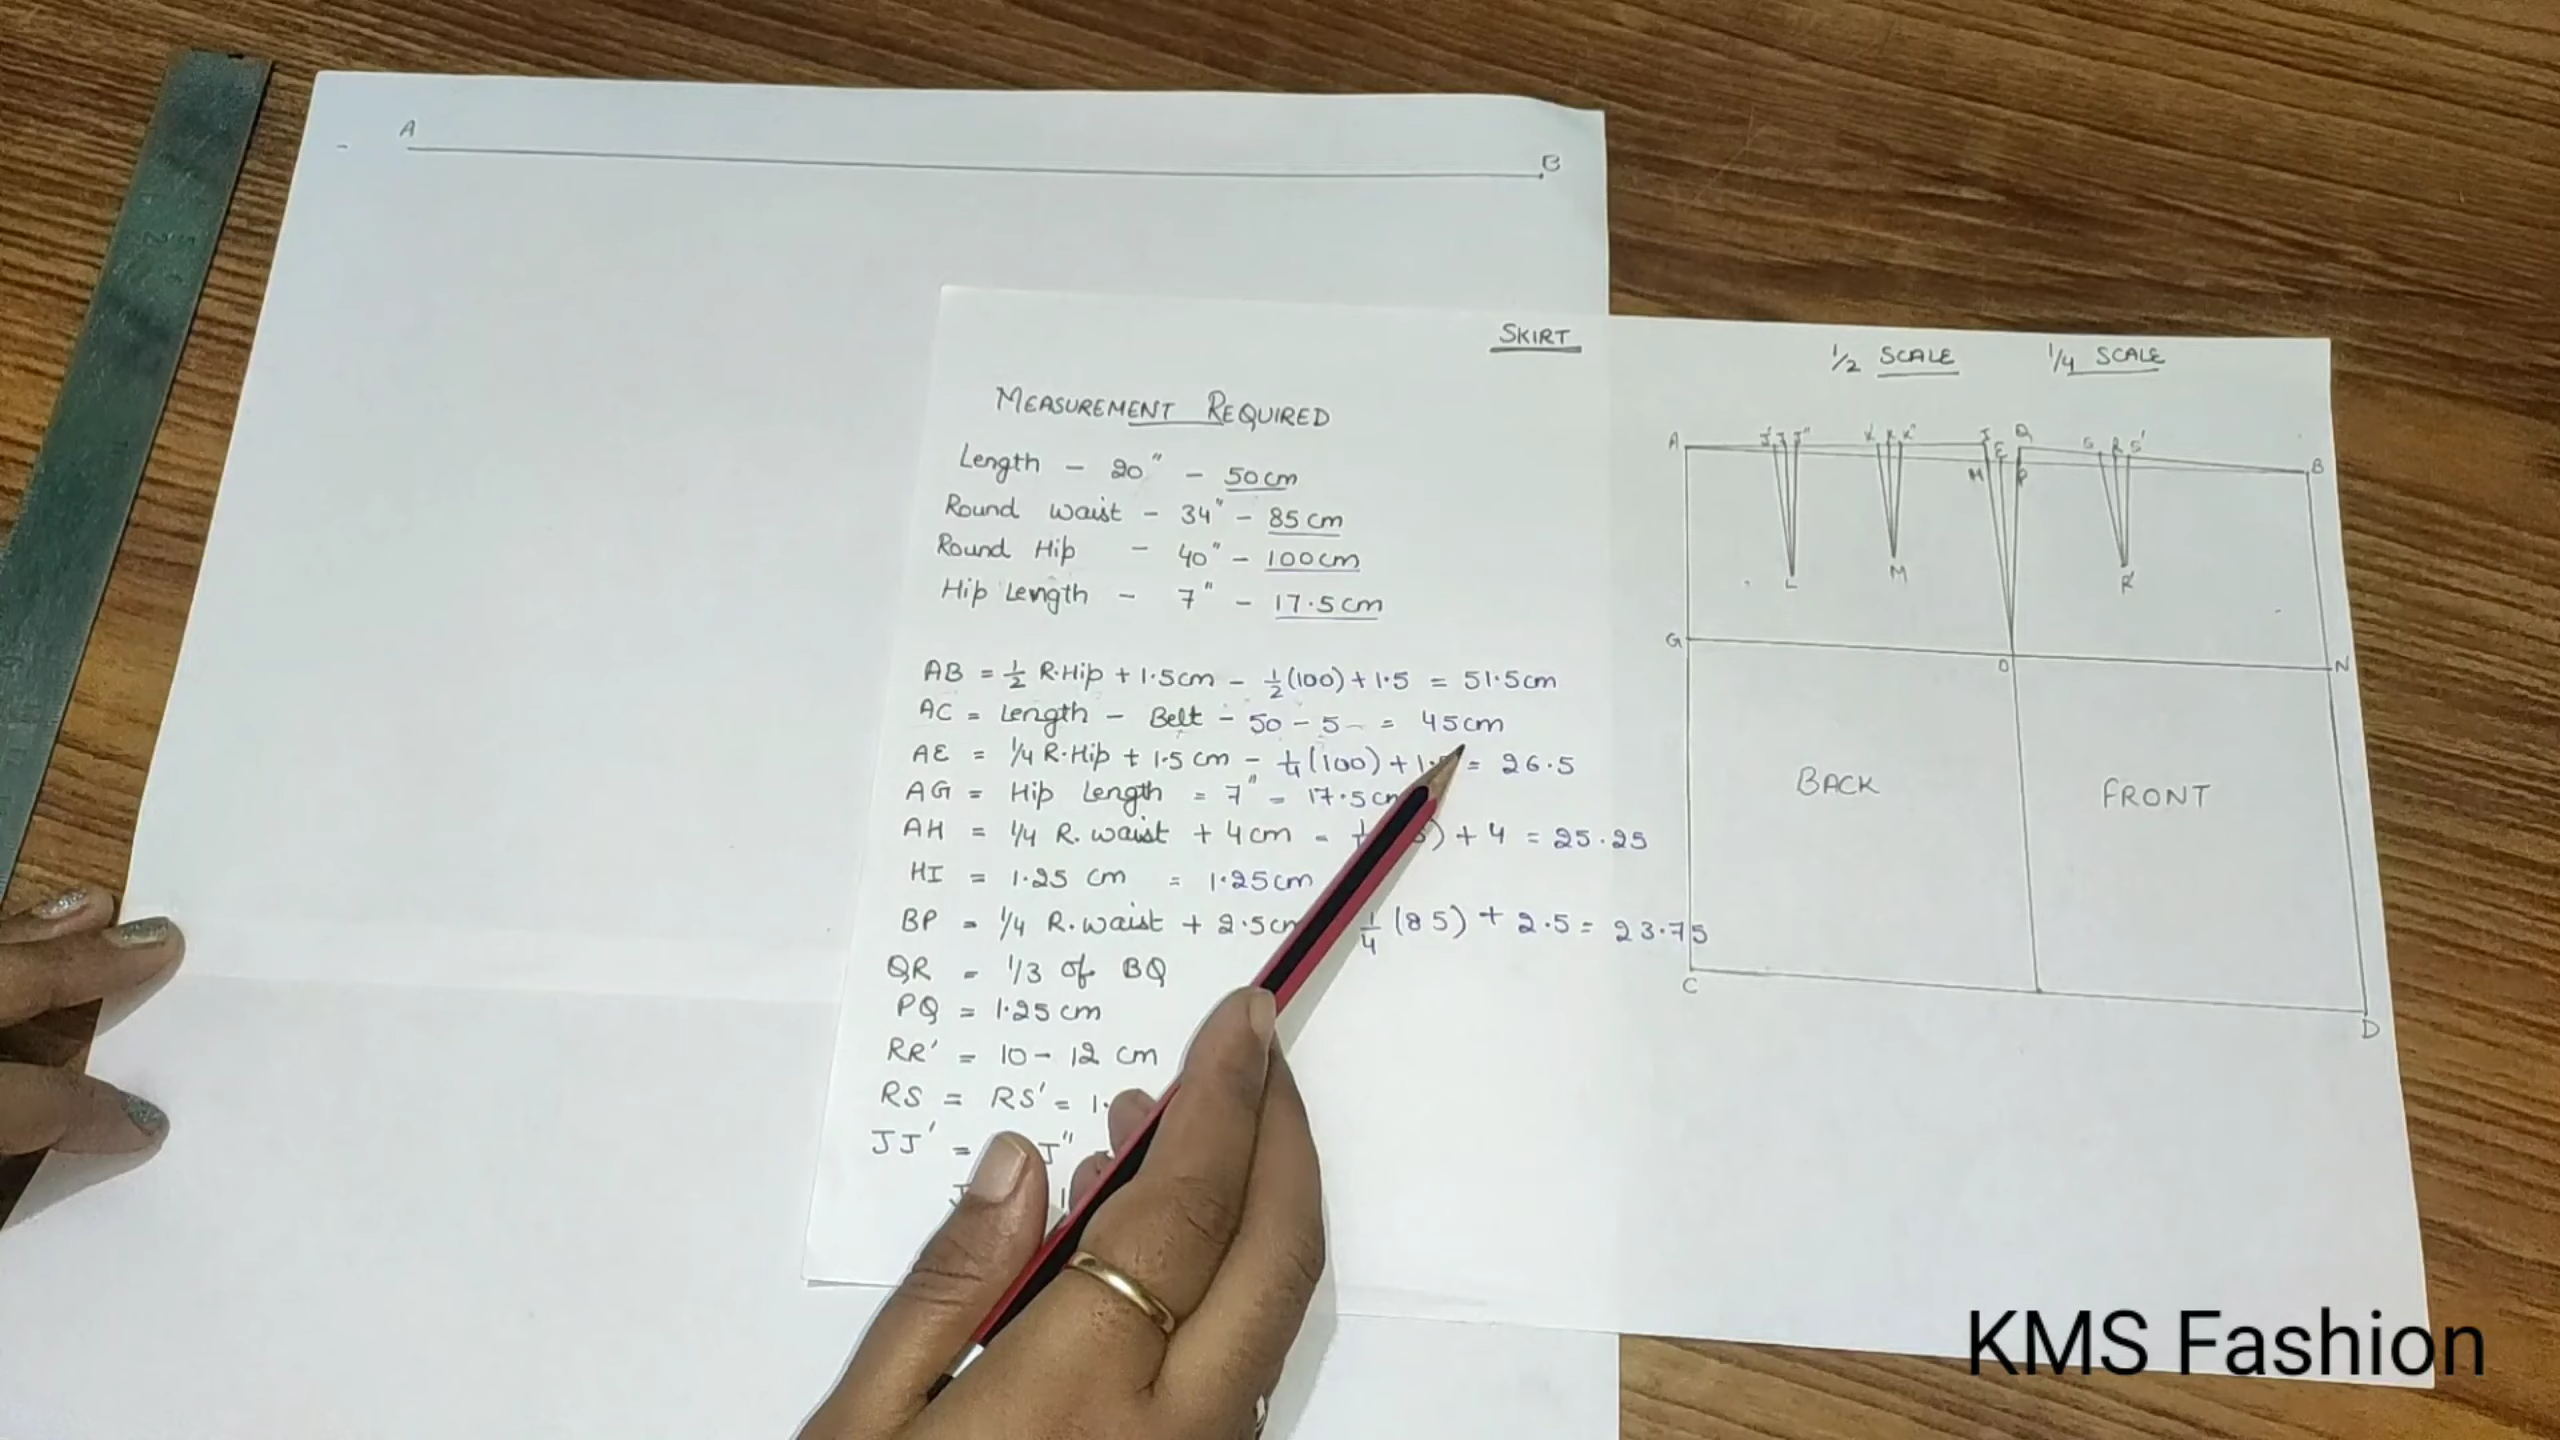 A
B
SKIRT
1/2 SCALE 1/4 SCALE
MEASUREMENT REQUIRED
Length - 20" - 50cm
Round waist - 34" - 85cm
Round Hip - 40" - 100cm
Hip Length - 7" - 17.5cm
AB = 1/2 R.Hip + 1.5cm - 1/2(100) + 1.5 = 51.5cm
AC = Length - Belt - 50 - 5 = 45cm
AE = 1/4 R.Hip + 1.5 cm - 1/4(100) + = 26.5
AG = Hip Length = 7" - 17.5cm
AH = 1/4 R. waist + 4cm - + 4 = 25.25
HI = 1.25 cm = 1.25cm
BP = 1/4 R.waist + 2.5cm 1/4 (85) + 2.5 = 23.75
QR = 1/3 of BQ
PQ = 1.25cm
RR' = 10 - 12 cm
RS = RS' =
JJ' =
A J' J J" K' K K" I Q S R S' B
E
H P
L M R'
G O N
BACK FRONT
C D
KMS Fashion